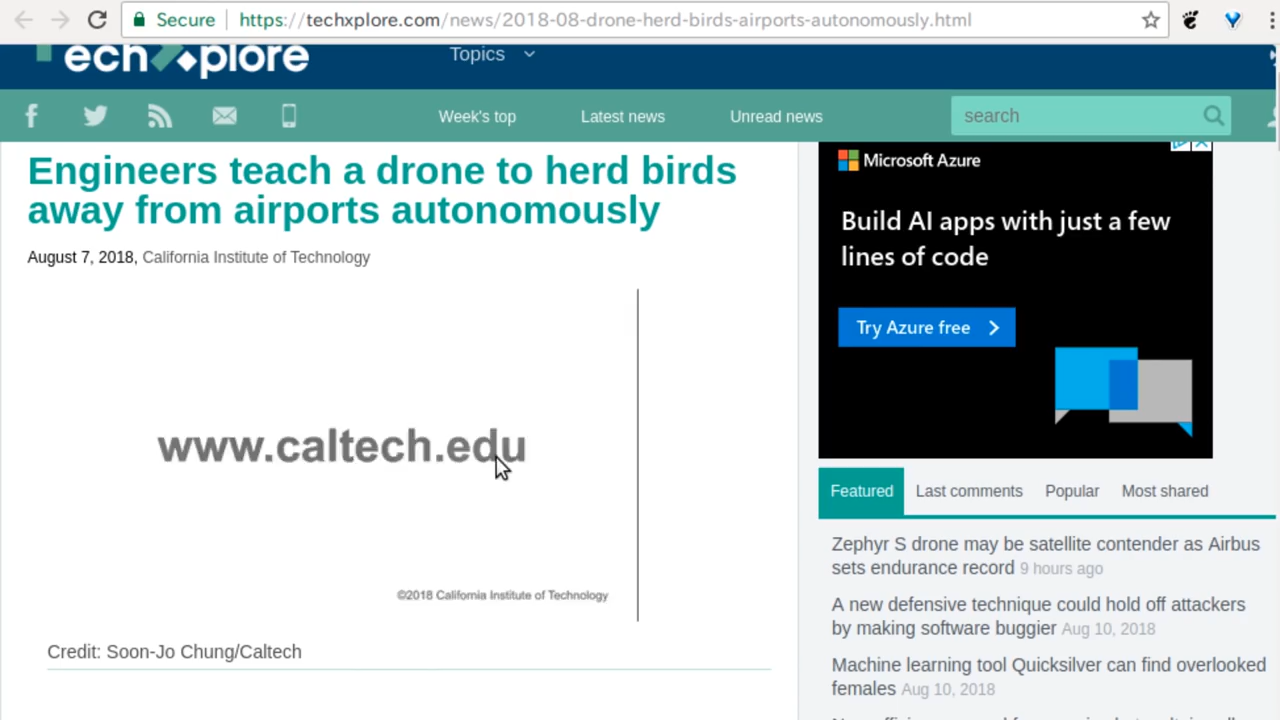 Secure https://techxplore.com/news/2018-08-drone-herd-birds-airports-autonomously.html
Topics
Week's top Latest news Unread news search
Engineers teach a drone to herd birds
away from airports autonomously
August 7, 2018, California Institute of Technology
www.caltech.edu
©2018 California Institute of Technology
Credit: Soon-Jo Chung/Caltech
Microsoft Azure
Build AI apps with just a few
lines of code
Try Azure free
Featured Last comments Popular Most shared
Zephyr S drone may be satellite contender as Airbus
sets endurance record 9 hours ago
A new defensive technique could hold off attackers
by making software buggier Aug 10, 2018
Machine learning tool Quicksilver can find overlooked
females Aug 10, 2018